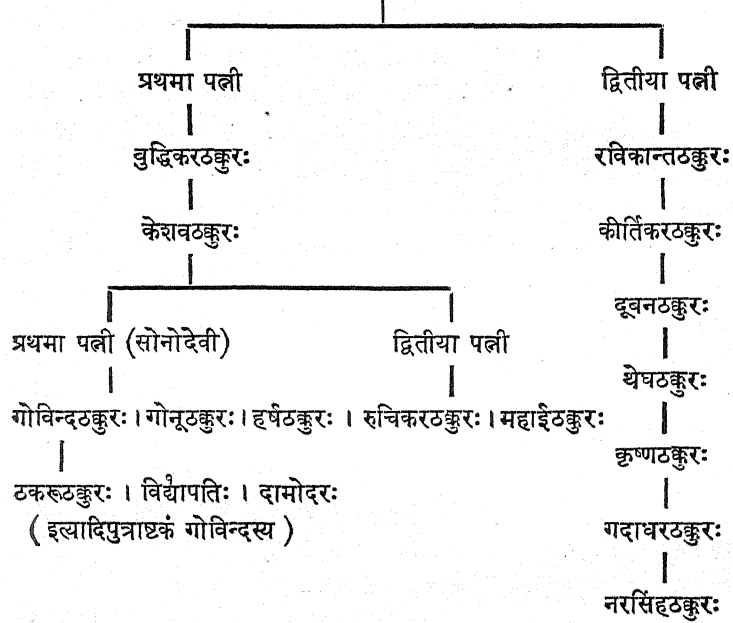 प्रथमा पत्नी
द्वितीया पत्नी
बुद्धिकरठक्कुरः
रविकान्तठक्कुरः
केशवठक्कुरः
कीर्तिकरठक्कुरः
दूबनठक्कुरः
प्रथमा पत्नी (सोनोदेवी)
द्वितीया पत्नी
थेघठक्कुरः
गोविन्दठक्कुरः । गोनूठक्कुरः । हर्षठक्कुरः । रुचिकरठक्कुरः । महाईठक्कुरः
कृष्णठक्कुरः
ठकरूठक्कुरः । विद्यापतिः । दामोदरः
(इत्यादिपुत्राष्टकं गोविन्दस्य)
गदाधरठक्कुरः
नरसिंहठक्कुरः